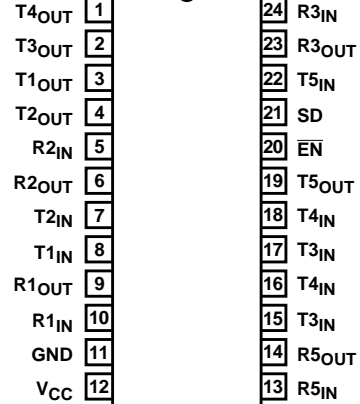 T4OUT 1 24 R3IN
T3OUT 2 23 R3OUT
T1OUT 3 22 T5IN
T2OUT 4 21 SD
R2IN 5 20 EN
R2OUT 6 19 T5OUT
T2IN 7 18 T4IN
T1IN 8 17 T3IN
R1OUT 9 16 T4IN
R1IN 10 15 T3IN
GND 11 14 R5OUT
VCC 12 13 R5IN